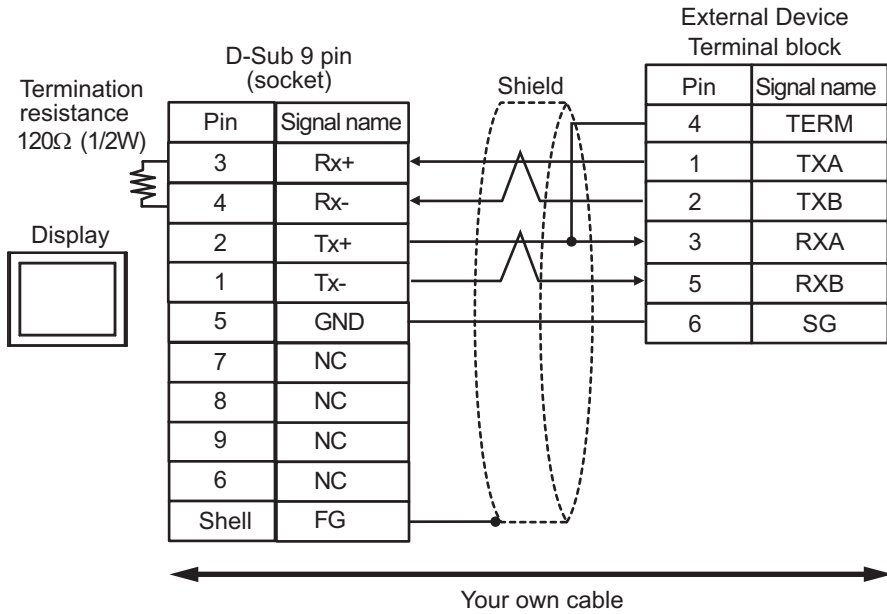 External Device
Terminal block
D-Sub 9 pin
(socket)
Termination
resistance
120Ω (1/2W)
Shield
Pin Signal name
Pin Signal name
4 TERM
3 Rx+
1 TXA
4 Rx-
2 TXB
Display
2 Tx+
3 RXA
1 Tx-
5 RXB
5 GND
6 SG
7 NC
8 NC
9 NC
6 NC
Shell FG
Your own cable